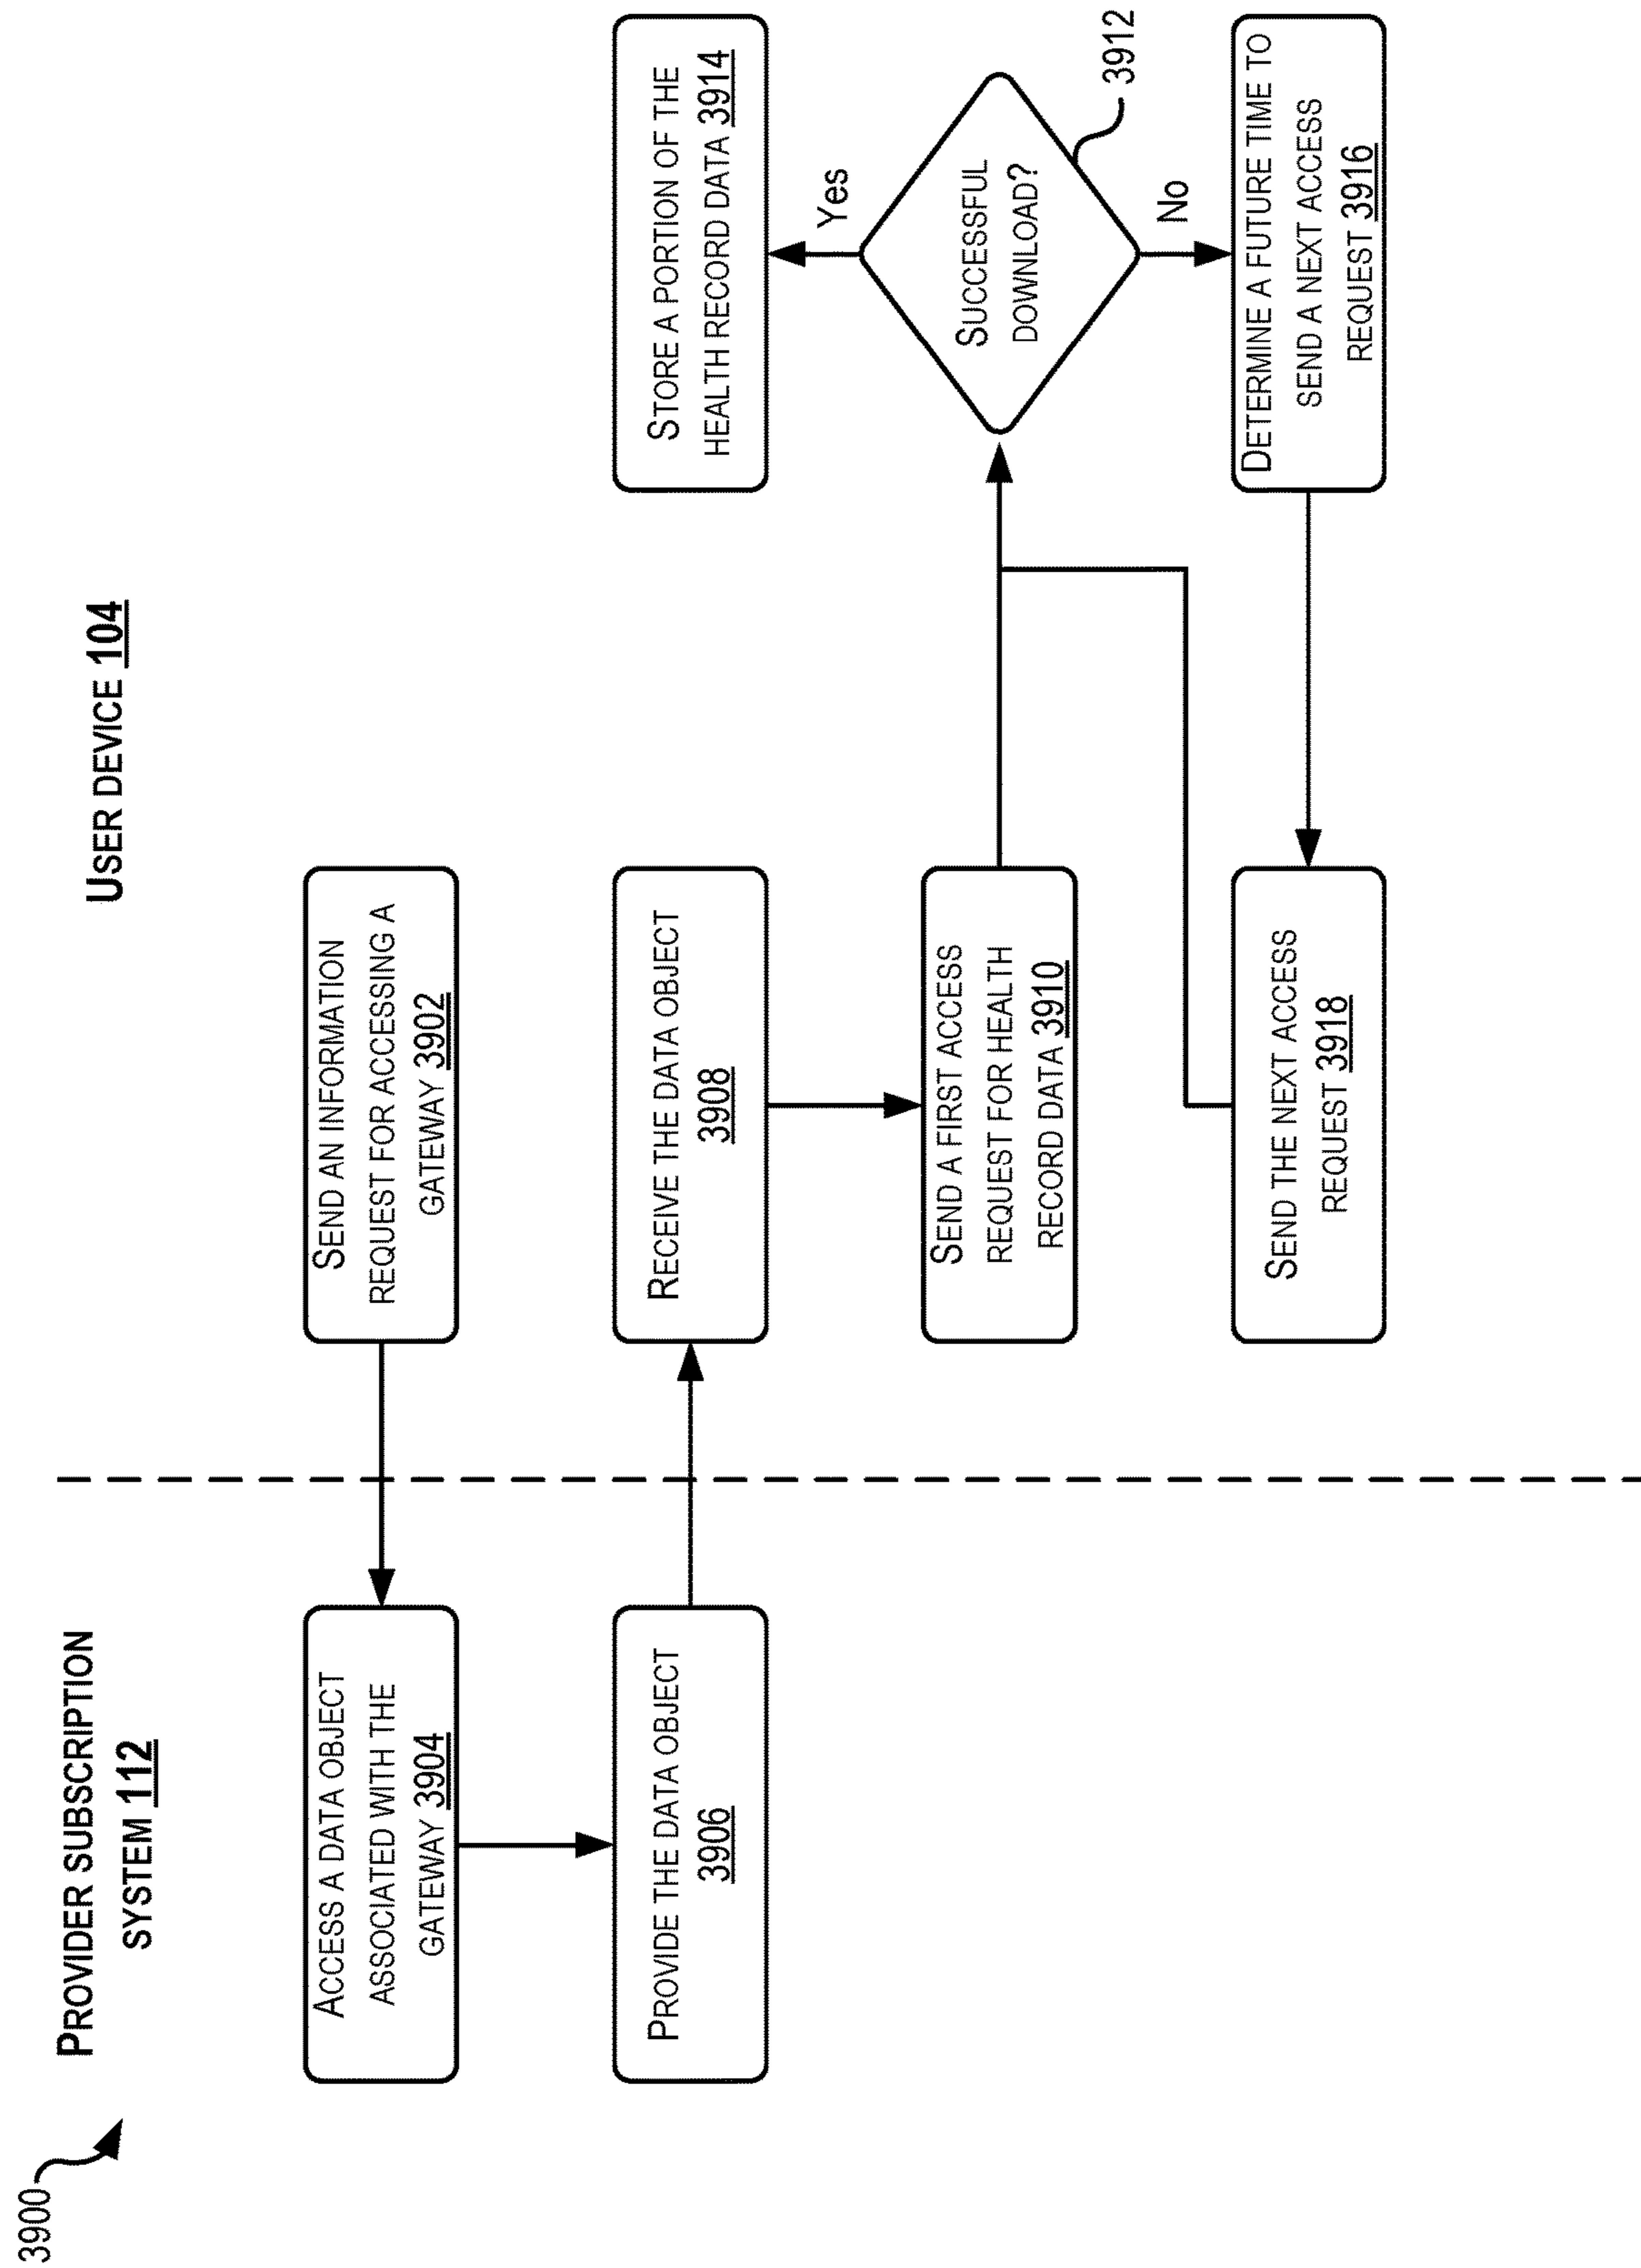 3900
PROVIDER SUBSCRIPTION
SYSTEM 112
USER DEVICE 104
ACCESS A DATA OBJECT
ASSOCIATED WITH THE
GATEWAY 3904
SEND AN INFORMATION
REQUEST FOR ACCESSING A
GATEWAY 3902
PROVIDE THE DATA OBJECT
3906
RECEIVE THE DATA OBJECT
3908
STORE A PORTION OF THE
HEALTH RECORD DATA 3914
Yes
SEND A FIRST ACCESS
REQUEST FOR HEALTH
RECORD DATA 3910
SUCCESSFUL
DOWNLOAD?
3912
No
SEND THE NEXT ACCESS
REQUEST 3918
DETERMINE A FUTURE TIME TO
SEND A NEXT ACCESS
REQUEST 3916